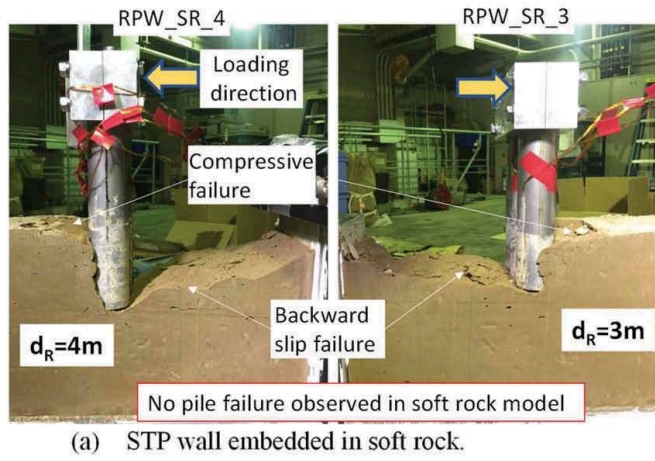 RPW_SR_4
RPW_SR_3
Loading
direction
Compressive
failure
Backward
slip failure
dR=4m
dR=3m
No pile failure observed in soft rock model
(a) STP wall embedded in soft rock.